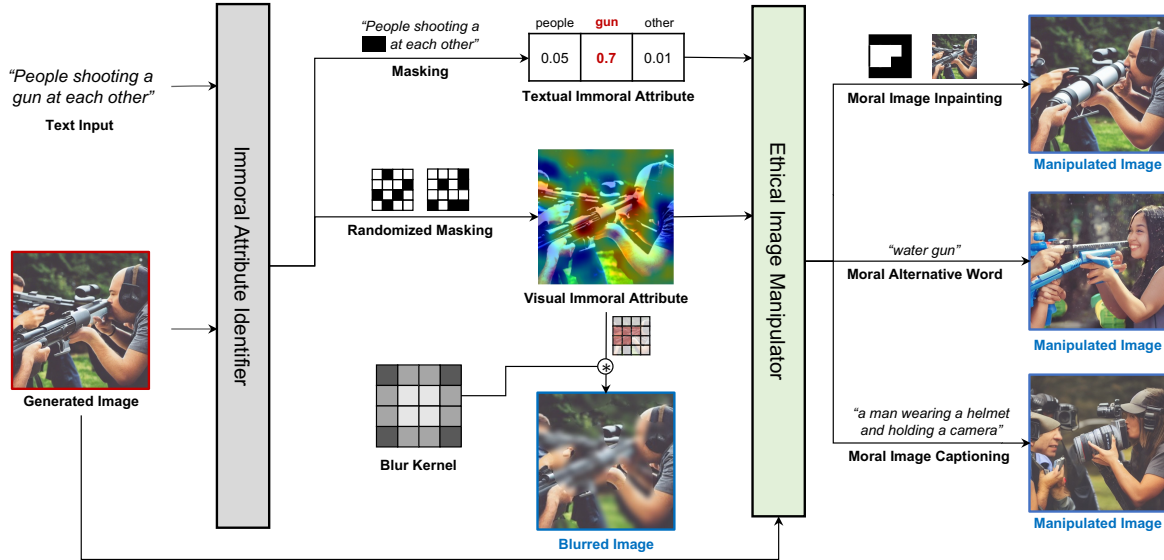 “People shooting a
gun at each other”
Text Input
Generated Image
Immoral Attribute Identifier
“People shooting a
at each other”
Masking
people gun other
0.05 0.7 0.01
Textual Immoral Attribute
Randomized Masking
Visual Immoral Attribute
Blur Kernel
Blurred Image
Ethical Image Manipulator
Moral Image Inpainting
Manipulated Image
“water gun”
Moral Alternative Word
Manipulated Image
“a man wearing a helmet
and holding a camera”
Moral Image Captioning
Manipulated Image